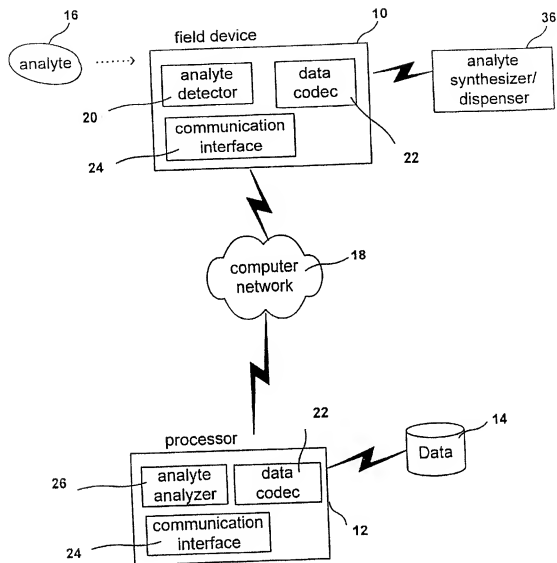 16
field device
10
36
analyte
analyte
detector
data
codec
analyte
synthesizer/
dispenser
20
communication
interface
24
22
computer
network
18
22
processor
14
Data
26
analyte
analyzer
data
codec
12
communication
interface
24